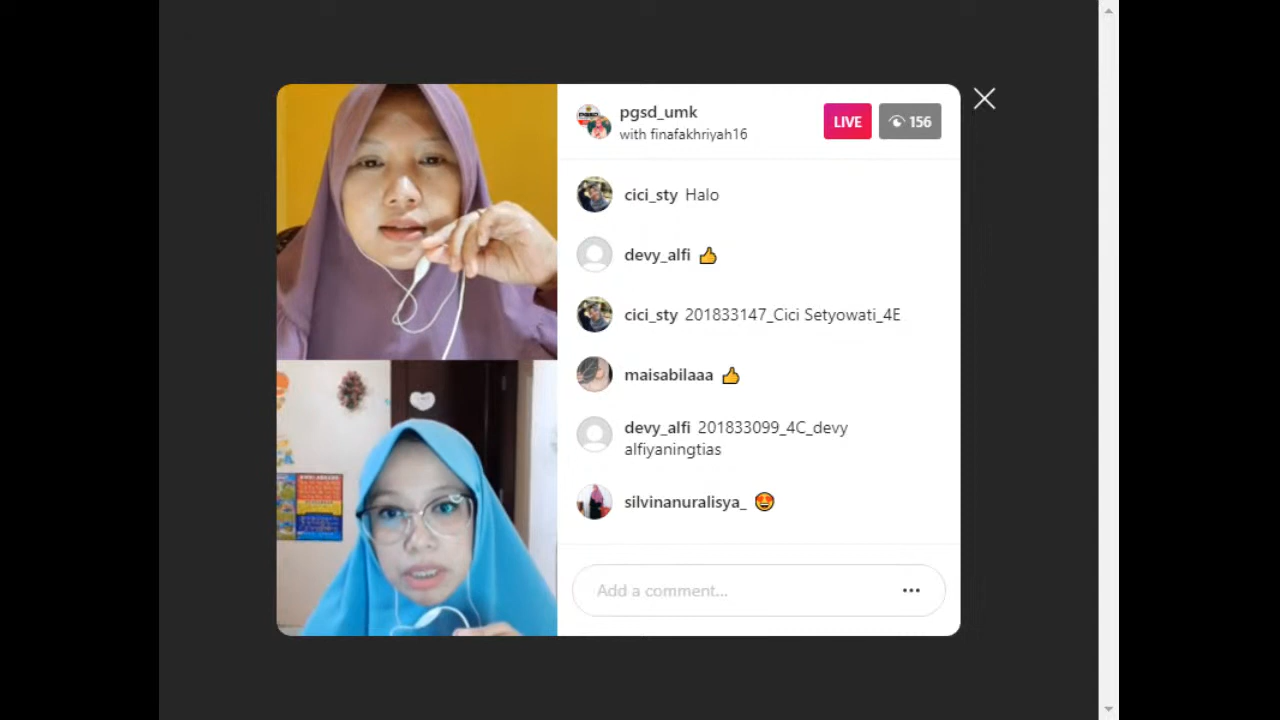 pgsd_umk
with finafakhriyah16
LIVE
156
cici_sty Halo
devy_alfi 👍
cici_sty 201833147_Cici Setyowati_4E
maisabilaaa 👍
devy_alfi 201833099_4C_devy
alfiyaningtias
silvinanuralisya_ 😍
Add a comment...